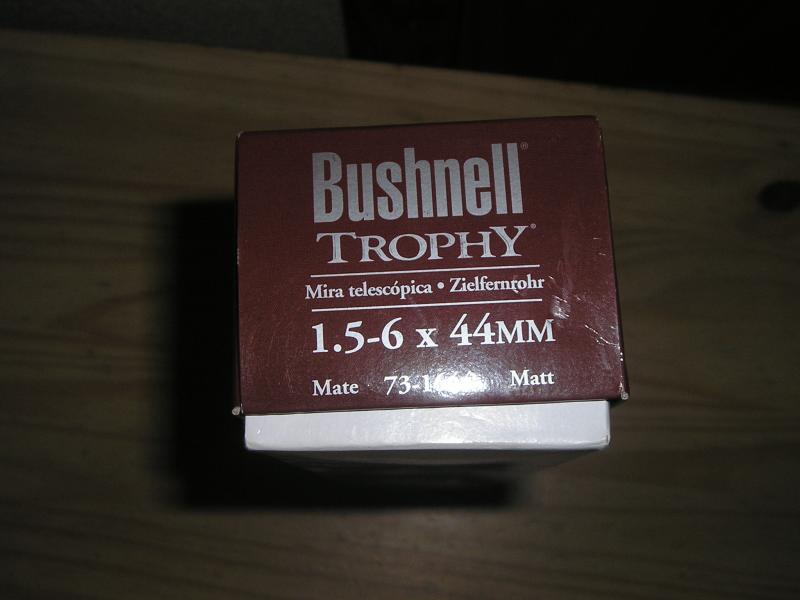 Bushnell®
TROPHY®
Mira telescópica • Zielfernrohr
1.5-6 x 44MM
Mate Matt